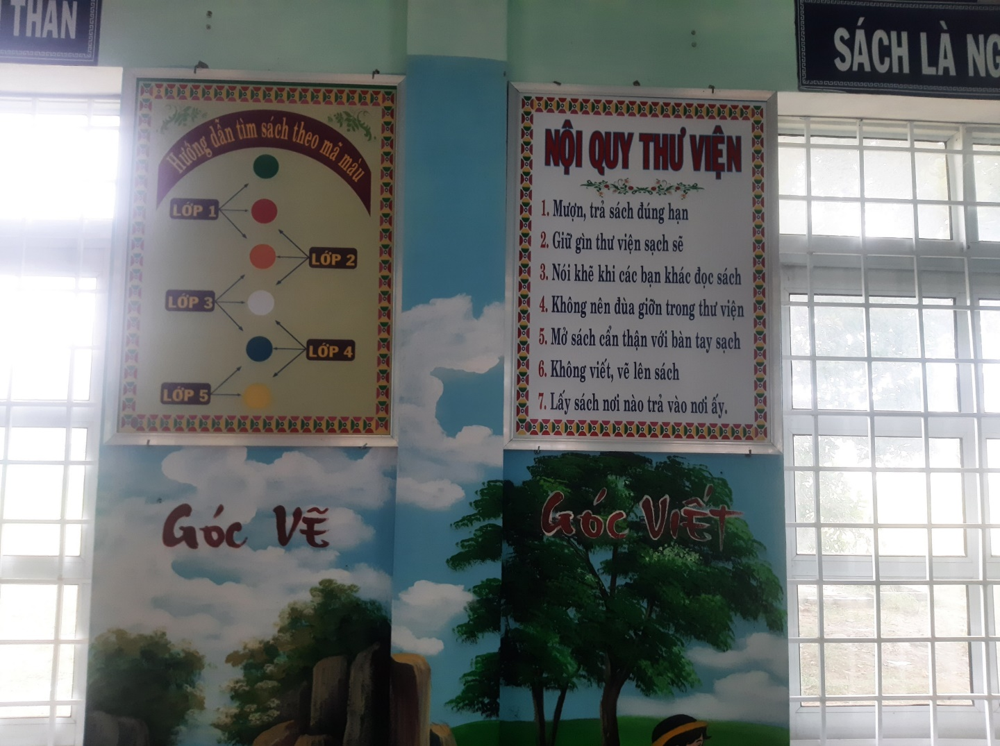 THAN
SÁCH LÀ
Hướng dẫn tìm sách theo mã màu
LỚP 1
LỚP 2
LỚP 3
LỚP 4
LỚP 5
NỘI QUY THƯ VIỆN
1. Mượn, trả sách đúng hạn
2. Giữ gìn thư viện sạch sẽ
3. Nói khẽ khi các bạn khác đọc sách
4. Không nên đùa giỡn trong thư viện
5. Mở sách cẩn thận với bàn tay sạch
6. Không viết, vẽ lên sách
7. Lấy sách nơi nào trả vào nơi ấy.
GÓC VẼ
GÓC VIẾT